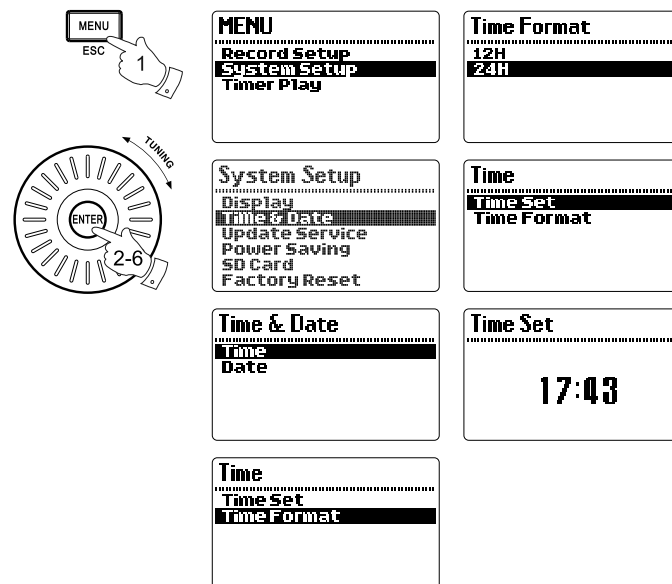 MENU
ESC
1
TUNING
ENTER
2-6
MENU
Record Setup
System Setup
Timer Play
System Setup
Display
Time & Date
Update Service
Power Saving
SD Card
Factory Reset
Time & Date
Time
Date
Time
Time Set
Time Format
Time Format
12H
24H
Time
Time Set
Time Format
Time Set
17:43